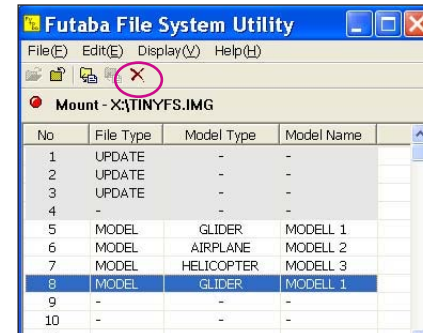 Futaba File System Utility
File(F) Edit(E) Display(V) Help(H)
Mount - X:\TINYFS.IMG
No File Type Model Type Model Name
1 UPDATE - -
2 UPDATE - -
3 UPDATE - -
4 - - -
5 MODEL GLIDER MODELL 1
6 MODEL AIRPLANE MODELL 2
7 MODEL HELICOPTER MODELL 3
8 MODEL GLIDER MODELL 1
9 - - -
10 - - -